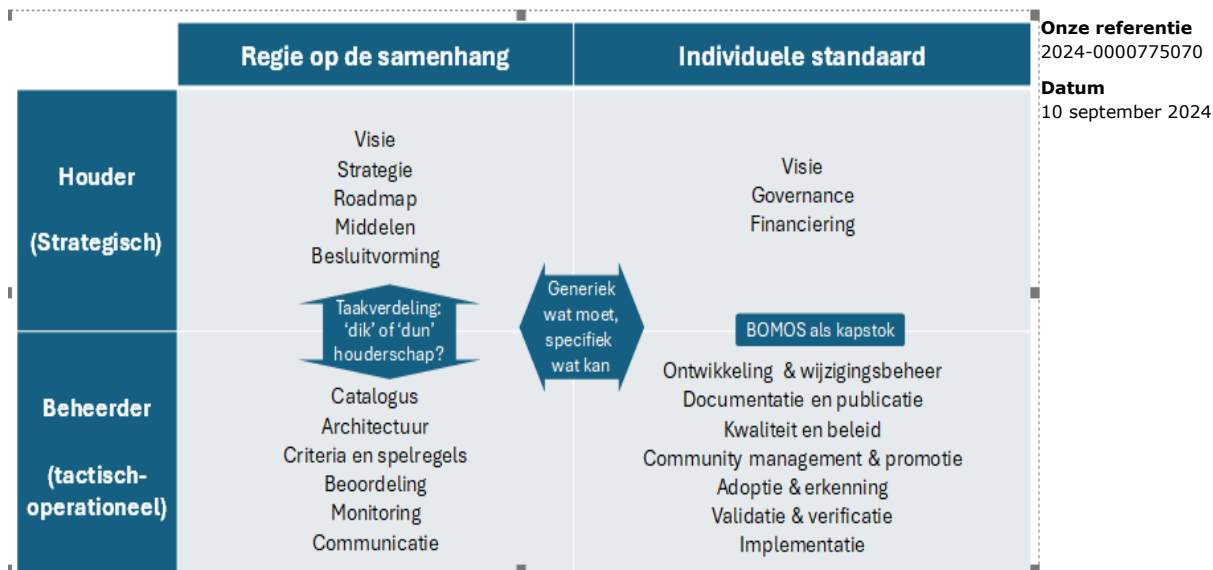 Regie op de samenhang
Individuele standaard
Onze referentie
2024-0000775070
Datum
10 september 2024
Houder
(Strategisch)
Visie
Strategie
Roadmap
Middelen
Besluitvorming
Visie
Governance
Financiering
Taakverdeling:
‘dik’ of ‘dun’
houderschap?
Generiek
wat moet,
specifiek
wat kan
BOMOS als kapstok
Beheerder
(tactisch-
operationeel)
Catalogus
Architectuur
Criteria en spelregels
Beoordeling
Monitoring
Communicatie
Ontwikkeling & wijzigingsbeheer
Documentatie en publicatie
Kwaliteit en beleid
Community management & promotie
Adoptie & erkenning
Validatie & verificatie
Implementatie